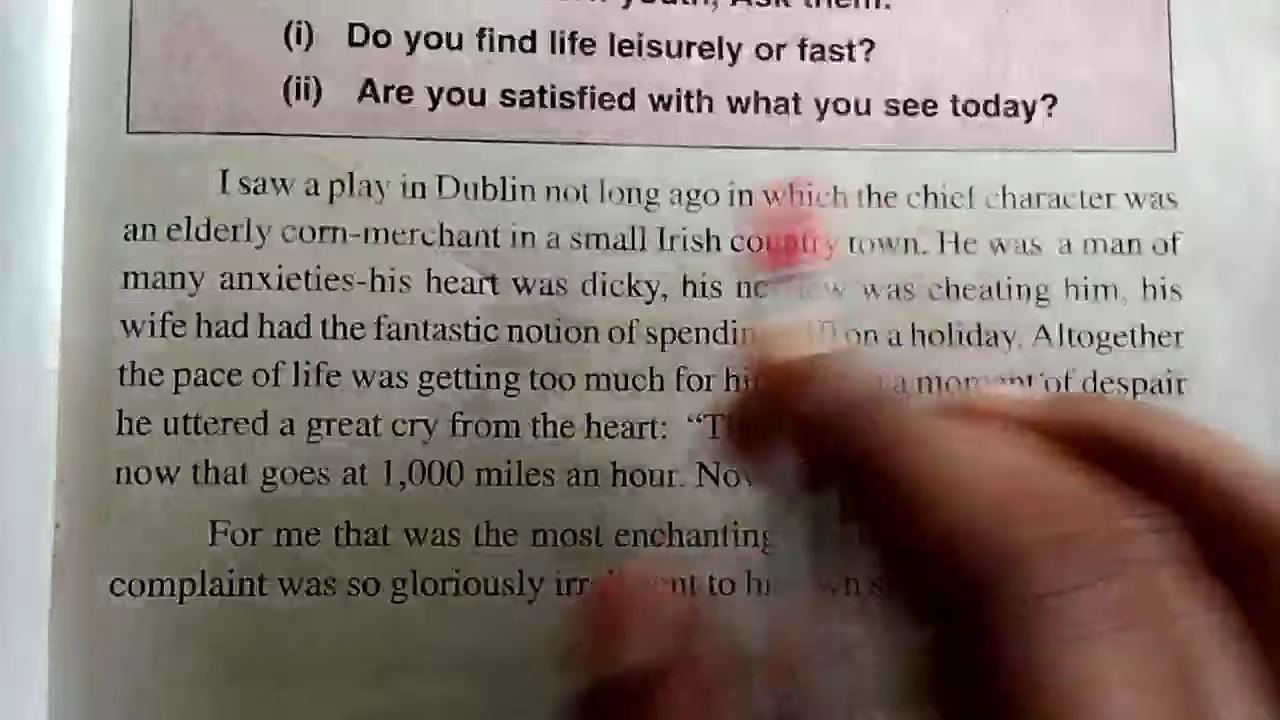 (i) Do you find life leisurely or fast?
(ii) Are you satisfied with what you see today?
I saw a play in Dublin not long ago in which the chief character was
an elderly corn-merchant in a small Irish country town. He was a man of
many anxieties-his heart was dicky, his was cheating him, his
wife had had the fantastic notion of on a holiday. Altogether
the pace of life was getting too much for a moment of despair
he uttered a great cry from the heart:
now that goes at 1,000 miles an hour.
For me that was the most enchanting
complaint was so gloriously to